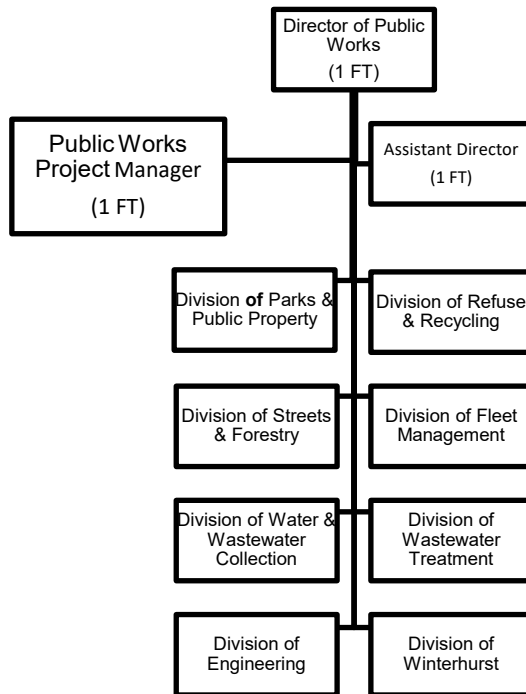 Director of Public
Works
(1 FT)
Public Works
Project Manager
(1 FT)
Assistant Director
(1 FT)
Division of Parks &
Public Property
Division of Refuse
& Recycling
Division of Streets
& Forestry
Division of Fleet
Management
Division of Water &
Wastewater
Collection
Division of
Wastewater
Treatment
Division of
Engineering
Division of
Winterhurst